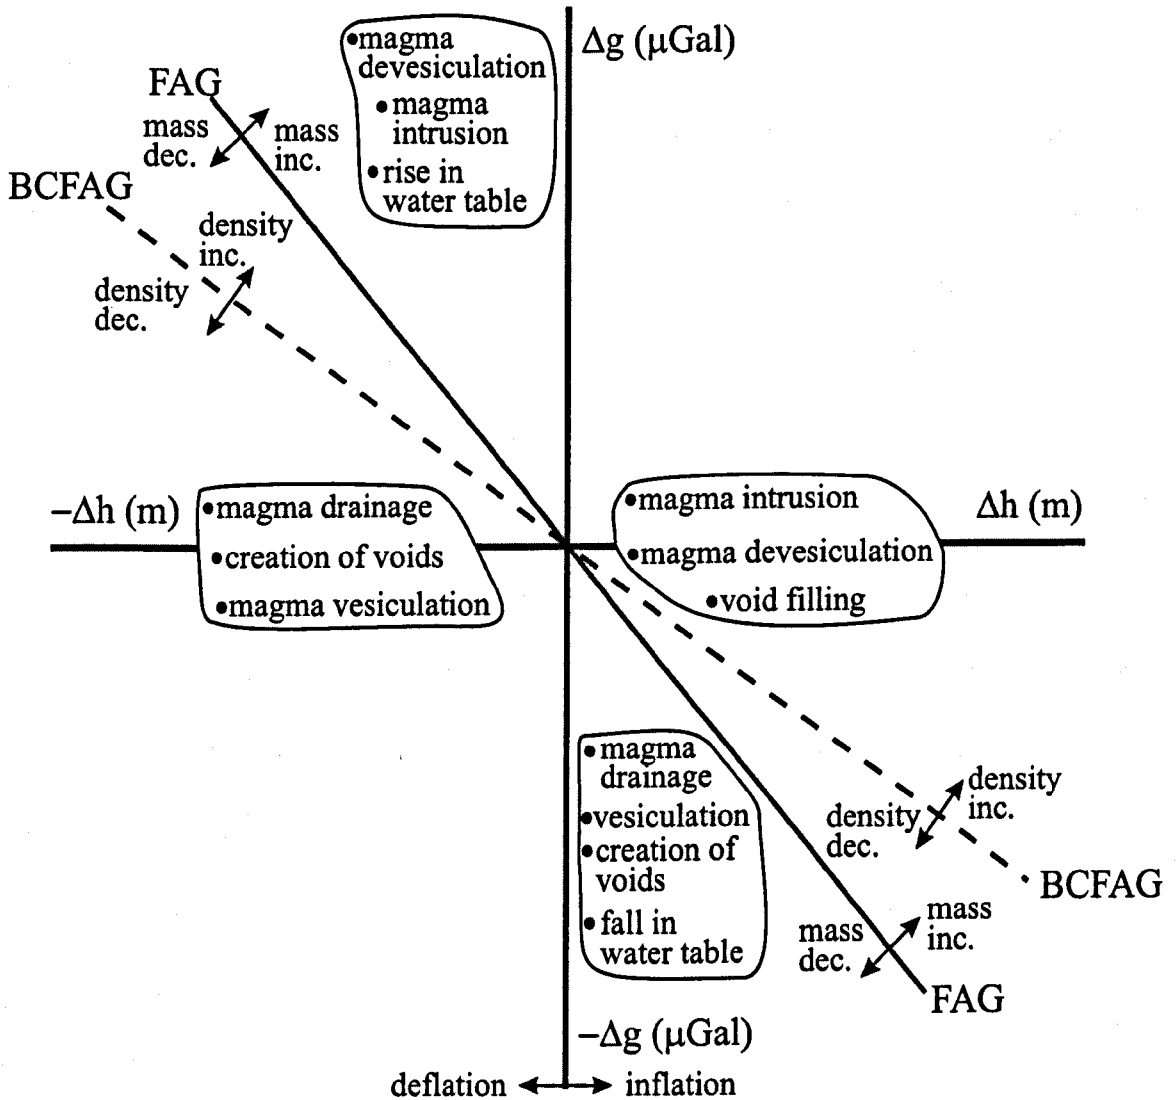 Δg (μGal)
•magma
devesiculation
•magma
intrusion
•rise in
water table
FAG
mass
dec.
mass
inc.
BCFAG
density
inc.
density
dec.
−Δh (m)
•magma drainage
•creation of voids
•magma vesiculation
•magma intrusion
•magma devesiculation
•void filling
Δh (m)
•magma
drainage
•vesiculation
•creation of
voids
•fall in
water table
density
dec.
density
inc.
BCFAG
mass
dec.
mass
inc.
FAG
−Δg (μGal)
deflation
inflation